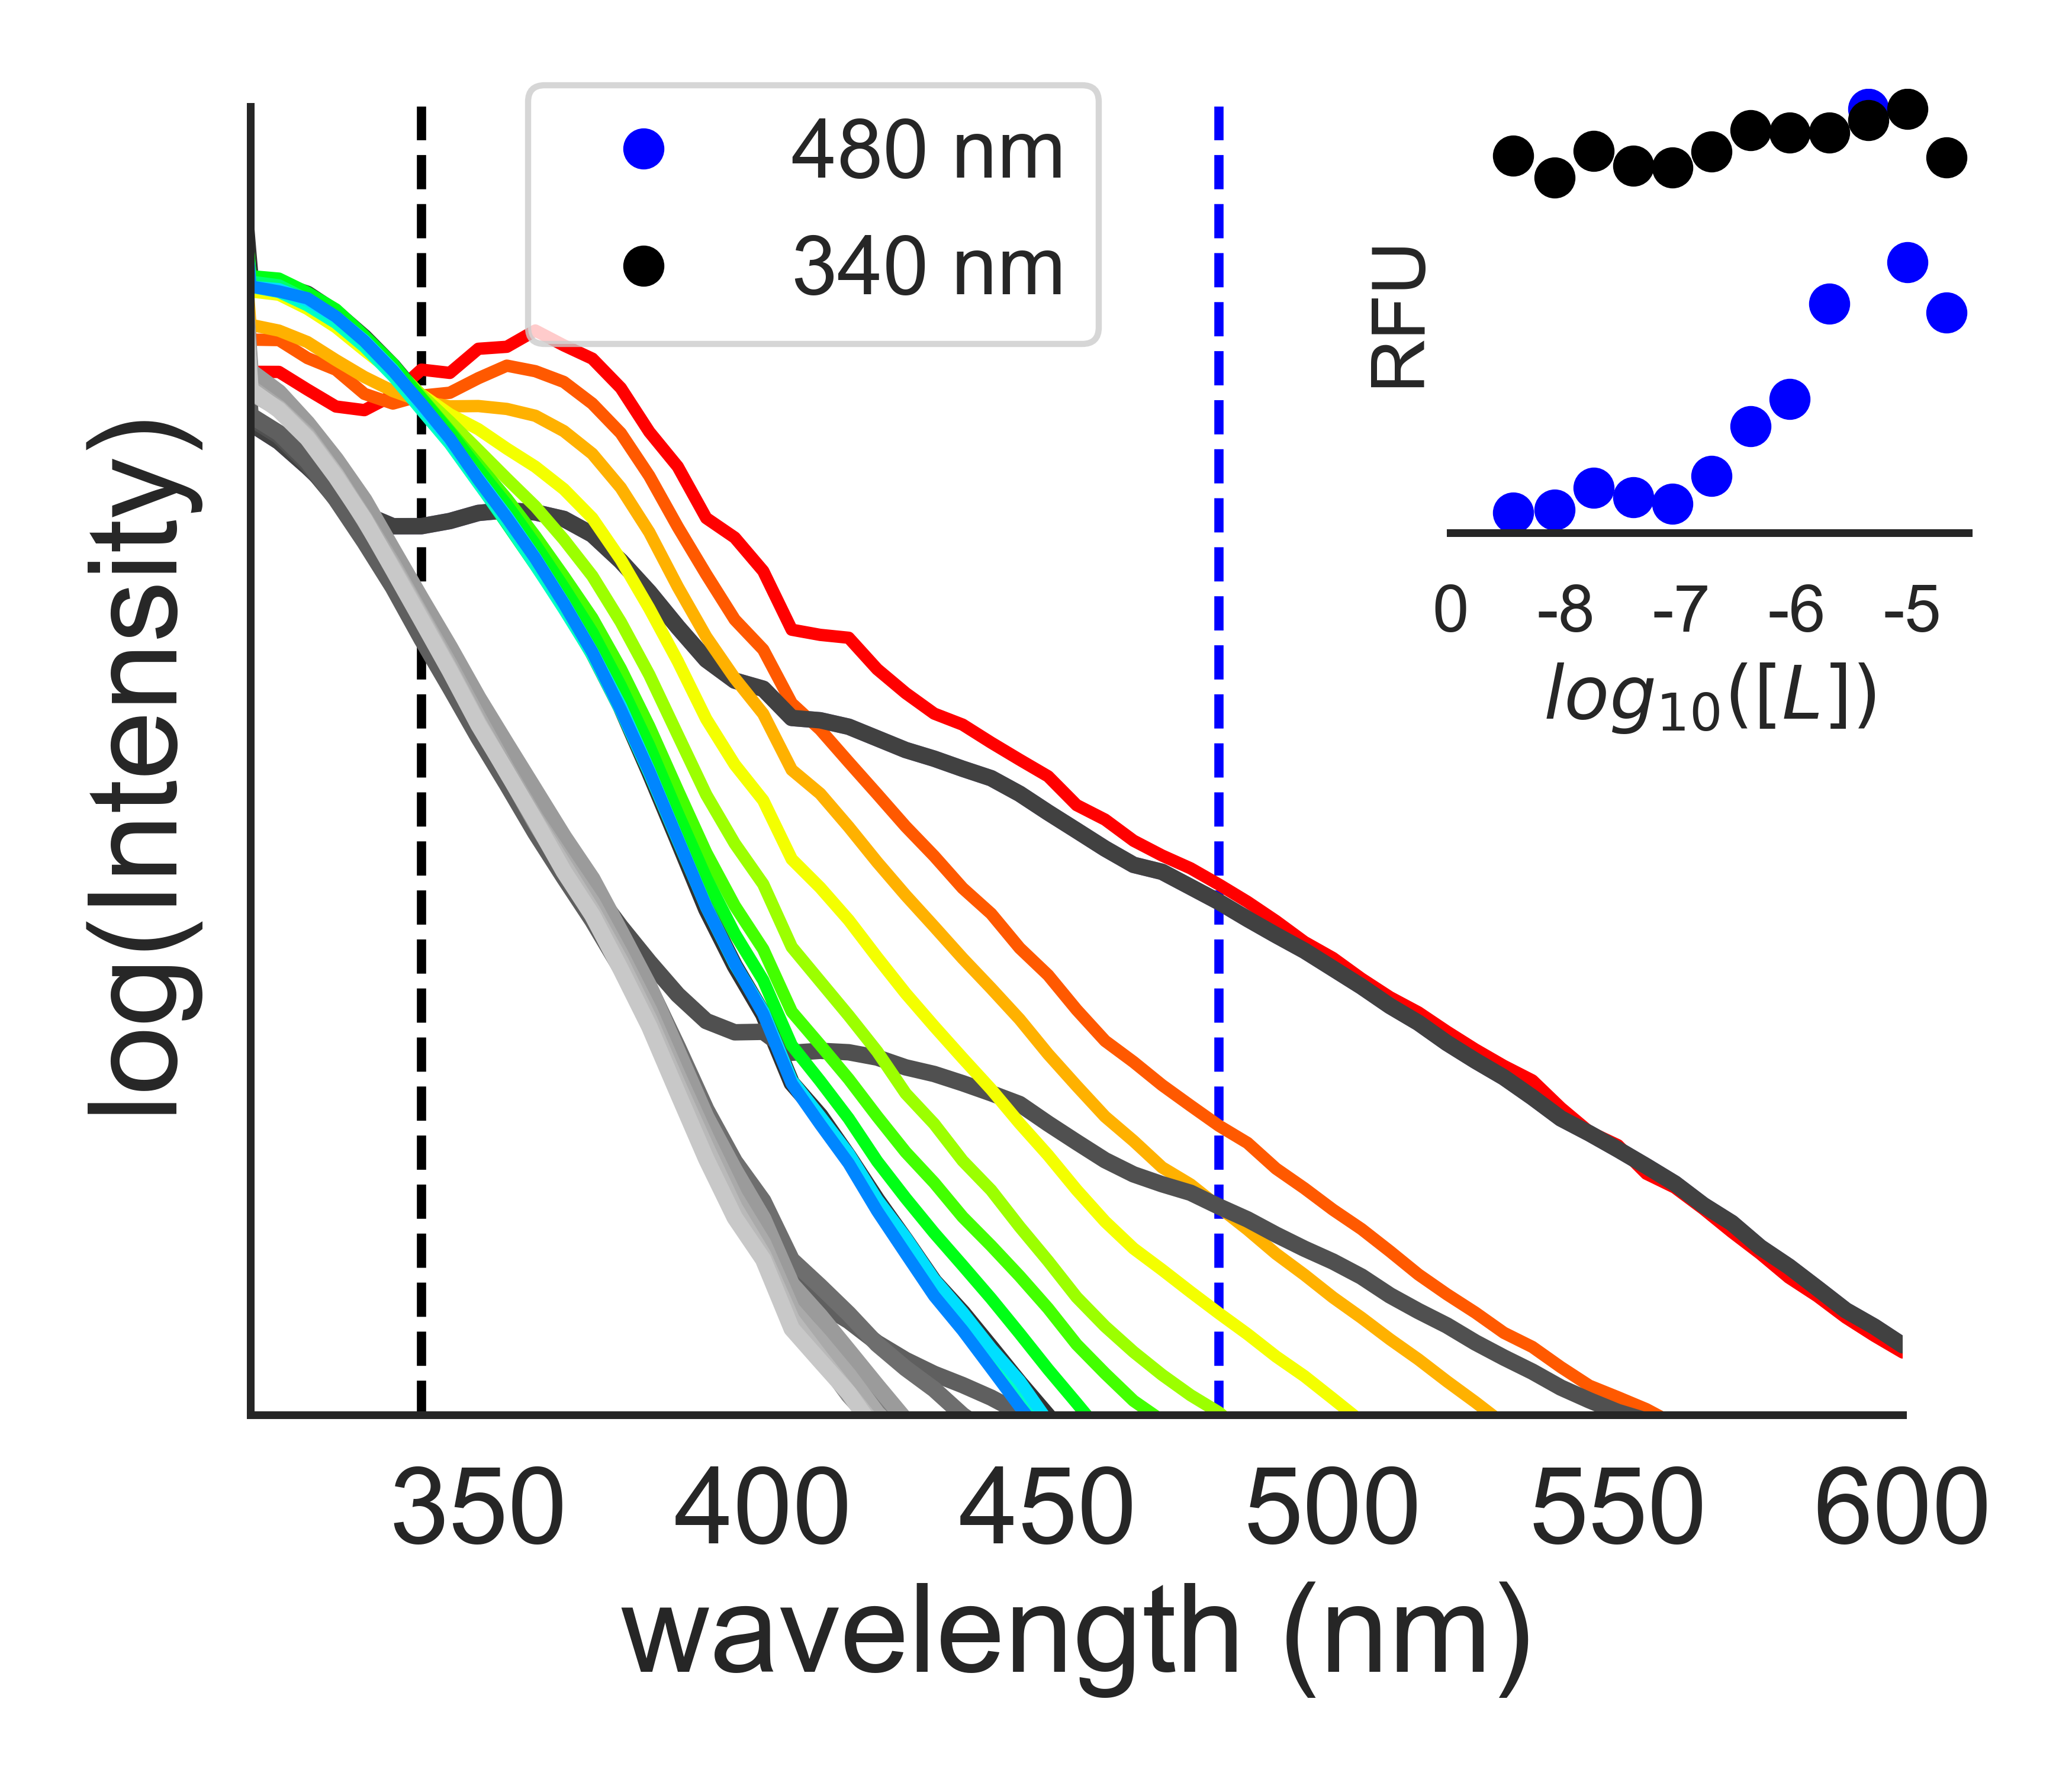 480 nm
340 nm
log(Intensity)
350 400 450 500 550 600
wavelength (nm)
RFU
0 -8 -7 -6 -5
log₁₀([L])